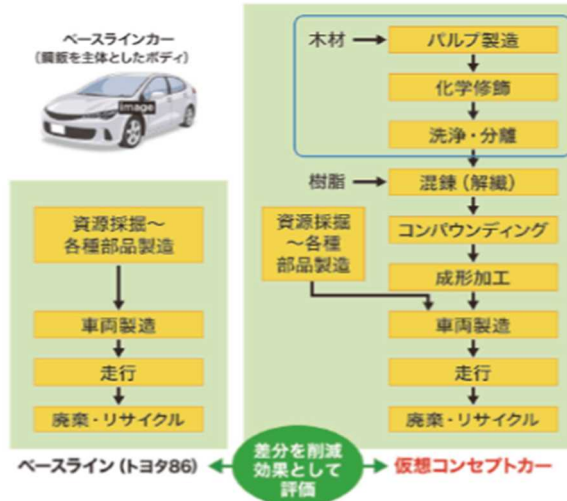 ベースラインカー
(鋼鈑を主体としたボディ)
image
資源採掘～
各種部品製造
車両製造
走行
廃棄・リサイクル
ベースライン(トヨタ86)
木材
パルプ製造
化学修飾
洗浄・分離
樹脂
混錬(解繊)
資源採掘
～各種
部品製造
コンパウンディング
成形加工
車両製造
走行
廃棄・リサイクル
差分を削減
効果として
評価
仮想コンセプトカー